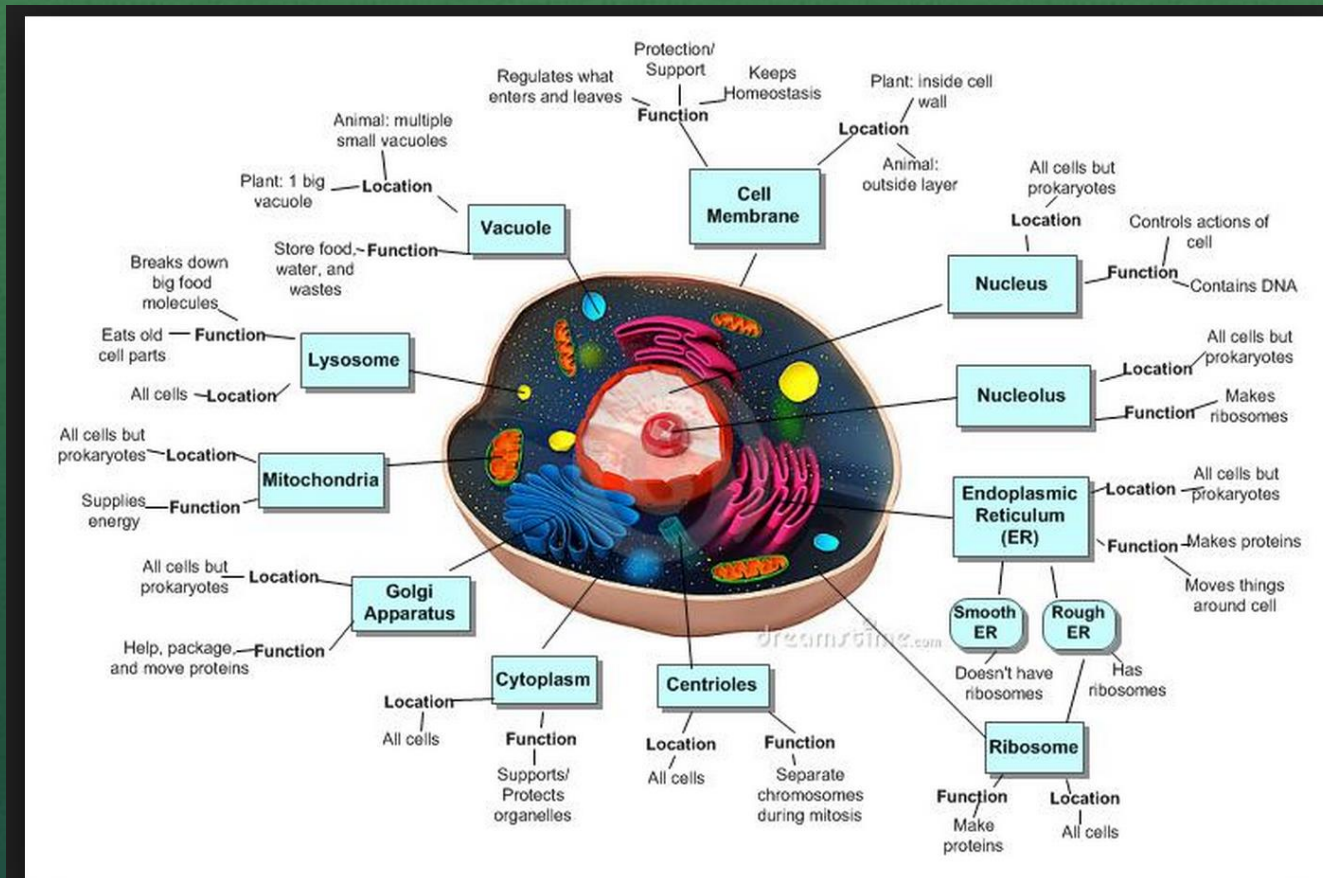 Protection/
Support
Regulates what
enters and leaves
Keeps
Homeostasis
Function
Plant: inside cell
wall
Location
Animal:
outside layer
Cell
Membrane
Animal: multiple
small vacuoles
Plant: 1 big
vacuole
Location
Vacuole
Store food,
water, and
wastes
Function
All cells but
prokaryotes
Location
Controls actions of
cell
Function
Contains DNA
Nucleus
Breaks down
big food
molecules
Eats old
cell parts
Function
Lysosome
All cells
Location
All cells but
prokaryotes
Location
Nucleolus
Makes
ribosomes
Function
All cells but
prokaryotes
Location
Mitochondria
Supplies
energy
Function
All cells but
prokaryotes
Location
Endoplasmic
Reticulum
(ER)
Function
Makes proteins
Moves things
around cell
Smooth
ER
Rough
ER
Doesn't have
ribosomes
Has
ribosomes
All cells but
prokaryotes
Location
Golgi
Apparatus
Help, package,
and move proteins
Function
dreamstime.com
Cytoplasm
Location
All cells
Function
Supports/
Protects
organelles
Centrioles
Location
All cells
Function
Separate
chromosomes
during mitosis
Ribosome
Function
Make
proteins
Location
All cells